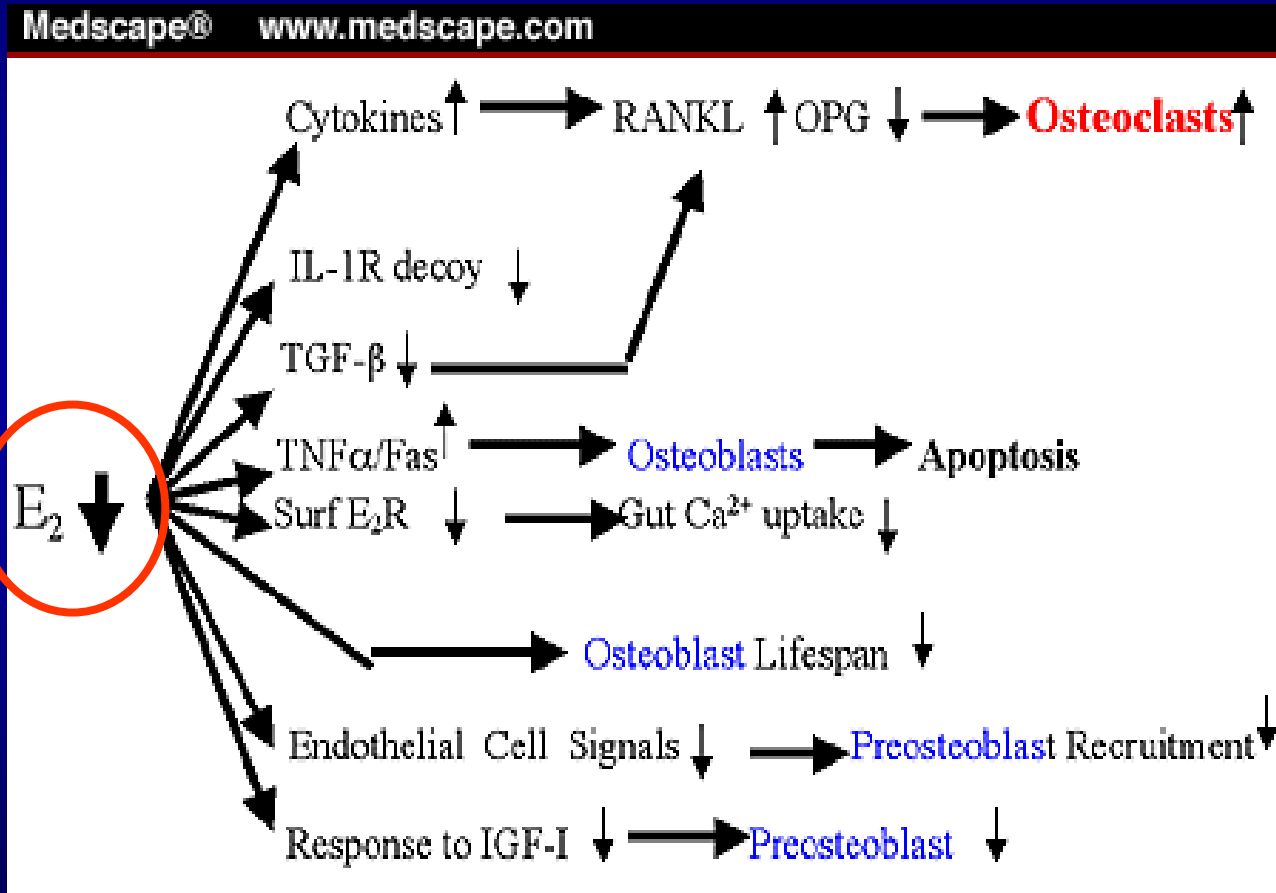 Medscape® www.medscape.com
Cytokines RANKL OPG Osteoclasts
IL-1R decoy
TGF-β
TNFα/Fas Osteoblasts Apoptosis
E₂
Surf E₂R Gut Ca²⁺ uptake
Osteoblast Lifespan
Endothelial Cell Signals Preosteoblast Recruitment
Response to IGF-I Preosteoblast